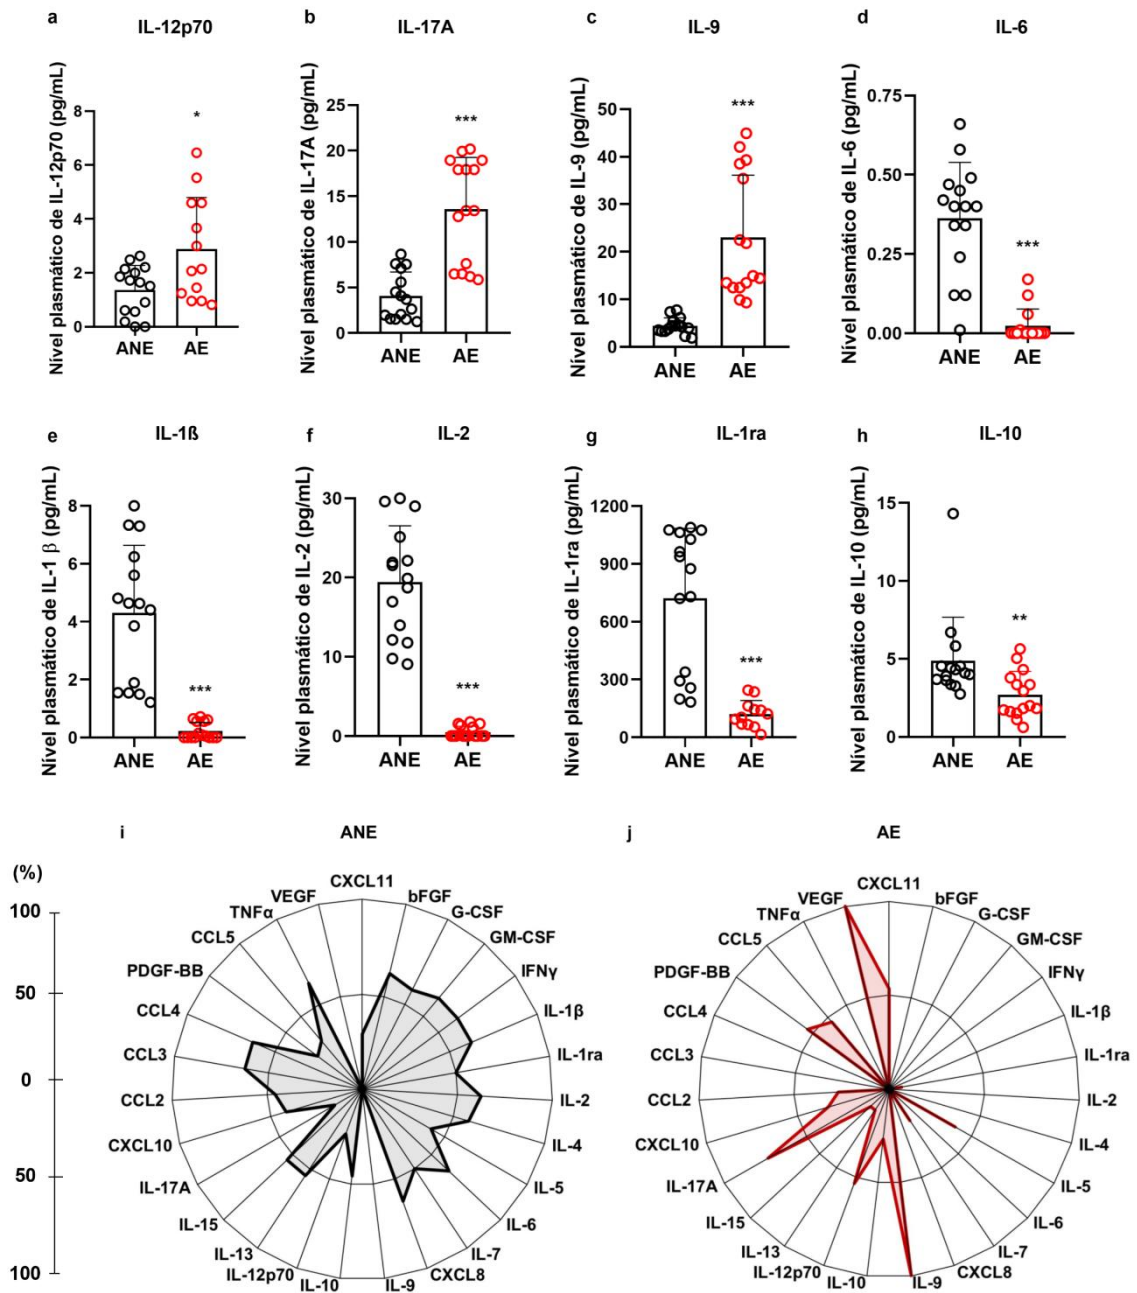 a
IL-12p70
b
IL-17A
c
IL-9
d
IL-6
Nível plasmático de IL-12p70 (pg/mL)
8
6
4
2
0
*
ANE
AE
Nível plasmático de IL-17A (pg/mL)
25
20
15
10
5
0
***
ANE
AE
Nível plasmático de IL-9 (pg/mL)
50
40
30
20
10
0
***
ANE
AE
Nível plasmático de IL-6 (pg/mL)
0.75
0.50
0.25
0.00
***
ANE
AE
e
IL-1ß
f
IL-2
g
IL-1ra
h
IL-10
Nível plasmático de IL-1 β (pg/mL)
8
6
4
2
0
***
ANE
AE
Nível plasmático de IL-2 (pg/mL)
30
20
10
0
***
ANE
AE
Nível plasmático de IL-1ra (pg/mL)
1200
900
600
300
0
***
ANE
AE
Nível plasmático de IL-10 (pg/mL)
15
10
5
0
**
ANE
AE
i
ANE
(%)
100
50
0
50
100
CXCL11
bFGF
G-CSF
GM-CSF
IFNγ
IL-1β
IL-1ra
IL-2
IL-4
IL-5
IL-6
IL-7
CXCL8
IL-9
IL-10
IL-12p70
IL-13
IL-15
IL-17A
CXCL10
CCL2
CCL3
CCL4
PDGF-BB
CCL5
TNFα
VEGF
j
AE
CXCL11
bFGF
G-CSF
GM-CSF
IFNγ
IL-1β
IL-1ra
IL-2
IL-4
IL-5
IL-6
IL-7
CXCL8
IL-9
IL-10
IL-12p70
IL-13
IL-15
IL-17A
CXCL10
CCL2
CCL3
CCL4
PDGF-BB
CCL5
TNFα
VEGF